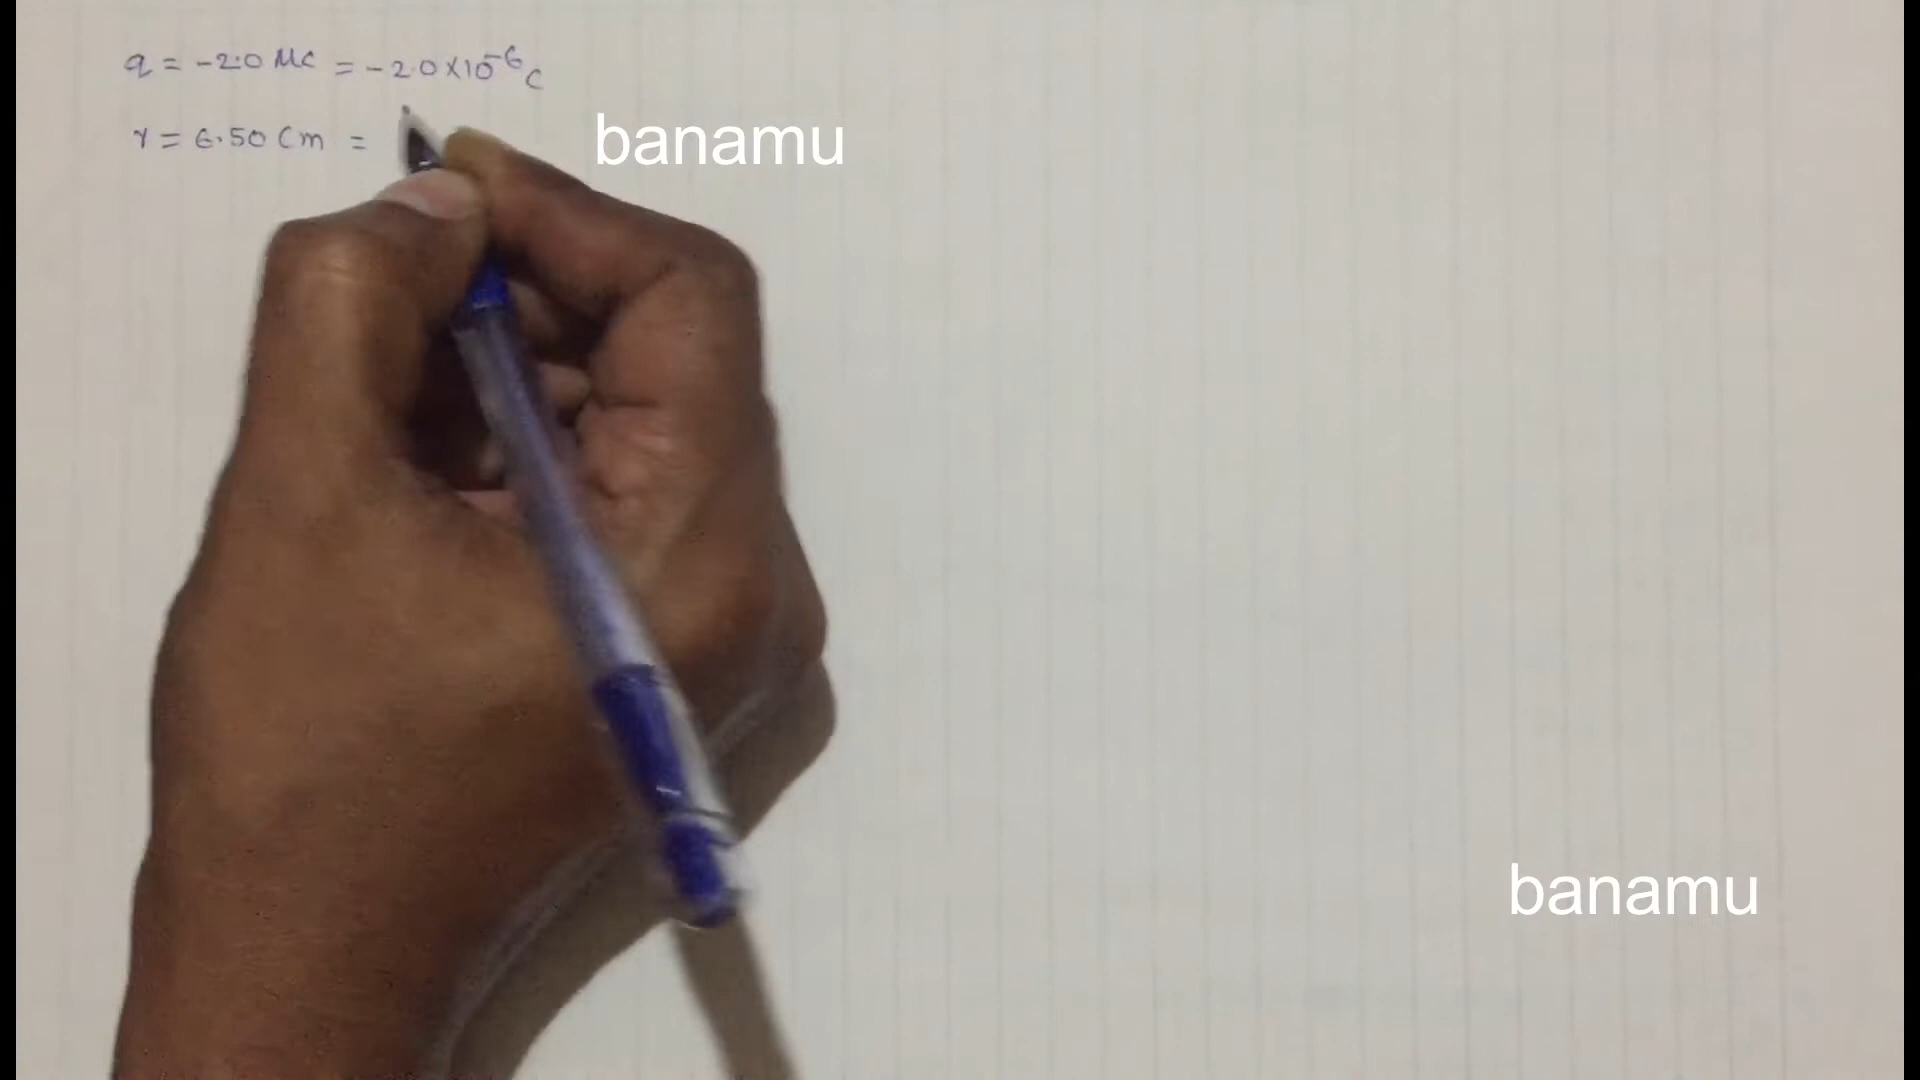 q = -2.0 μc = -2.0 x 10⁻⁶ c
r = 6.50 Cm =
banamu
banamu